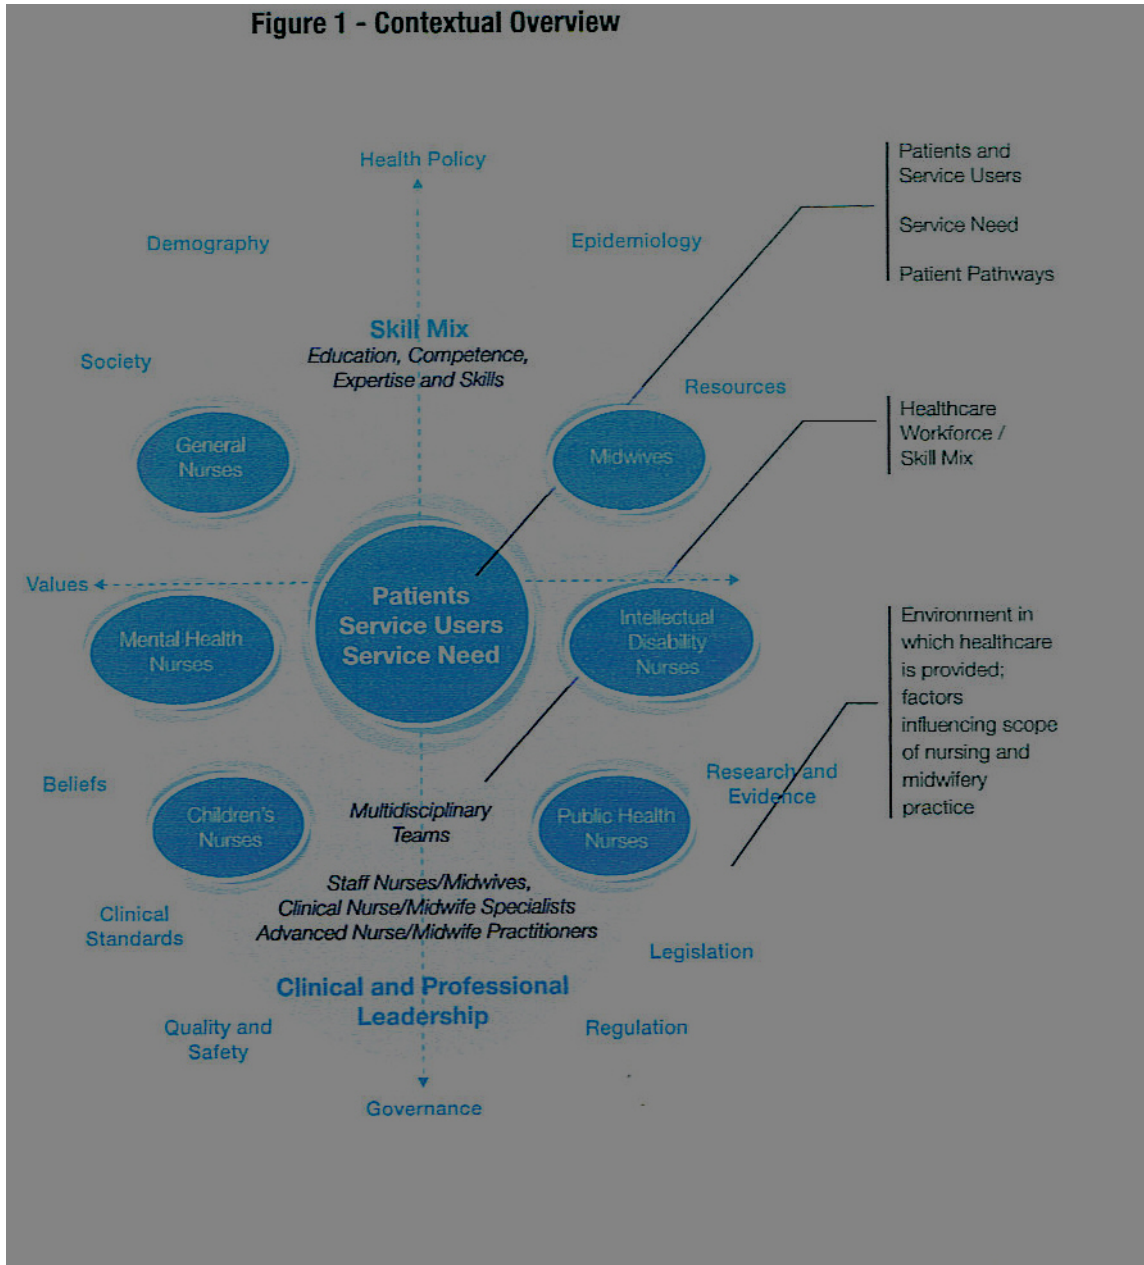 Figure 1 - Contextual Overview
Health Policy
Demography
Epidemiology
Society
Resources
Skill Mix
Education, Competence,
Expertise and Skills
General
Nurses
Midwives
Patients
Service Users
Service Need
Values
Mental Health
Nurses
Intellectual
Disability
Nurses
Beliefs
Children's
Nurses
Multidisciplinary
Teams
Public Health
Nurses
Research and
Evidence
Staff Nurses/Midwives,
Clinical Nurse/Midwife Specialists
Advanced Nurse/Midwife Practitioners
Clinical
Standards
Legislation
Clinical and Professional
Leadership
Quality and
Safety
Regulation
Governance
Patients and
Service Users
Service Need
Patient Pathways
Healthcare
Workforce /
Skill Mix
Environment in
which healthcare
is provided;
factors
influencing scope
of nursing and
midwifery
practice